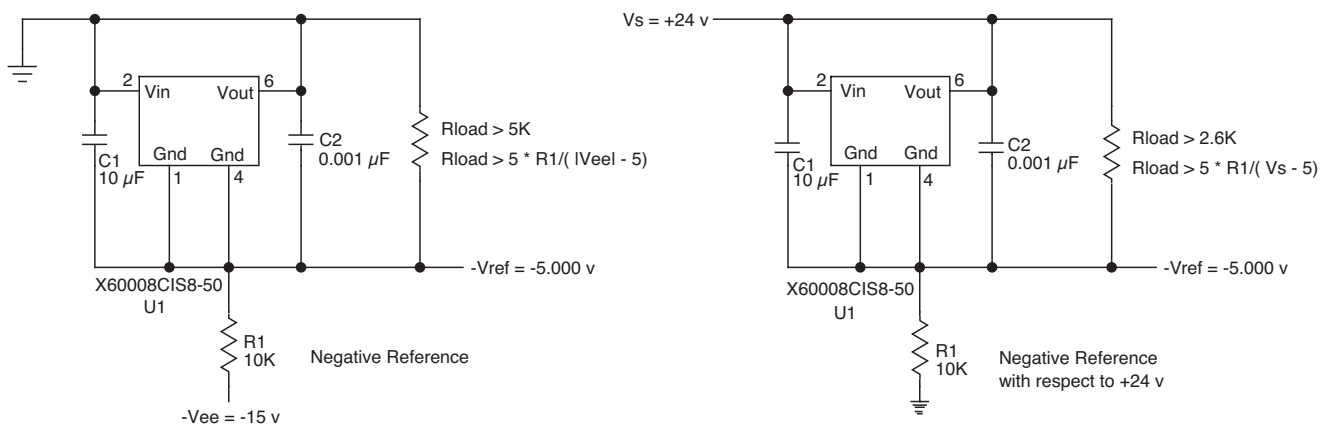 2
Vin
Vout
6
Gnd
Gnd
1
4
C1
10 µF
C2
0.001 µF
Rload > 5K
Rload > 5 * R1/( |Vee| - 5)
-Vref = -5.000 v
X60008CIS8-50
U1
R1
10K
Negative Reference
-Vee = -15 v
Vs = +24 v
2
Vin
Vout
6
Gnd
Gnd
1
4
C1
10 µF
C2
0.001 µF
Rload > 2.6K
Rload > 5 * R1/( Vs - 5)
-Vref = -5.000 v
X60008CIS8-50
U1
R1
10K
Negative Reference
with respect to +24 v